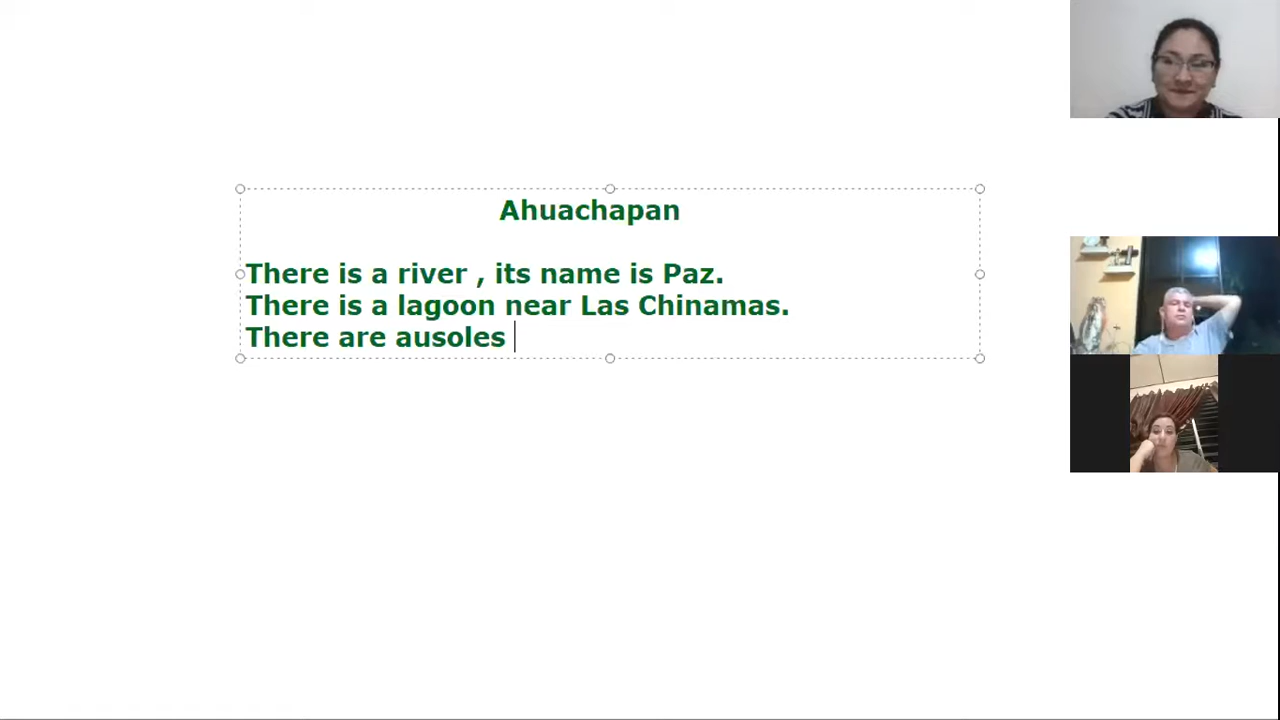 Ahuachapan
There is a river , its name is Paz.
There is a lagoon near Las Chinamas.
There are ausoles